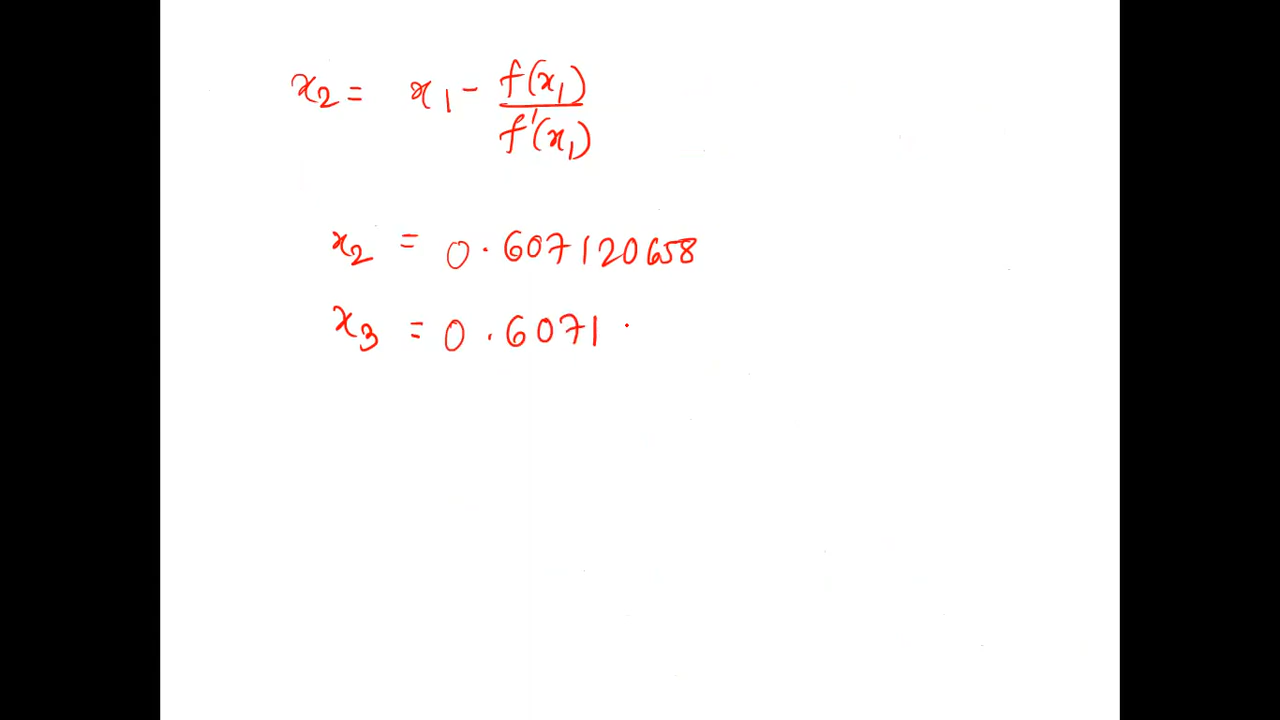 x₂ = x₁ - f(x₁)/f'(x₁)
x₂ = 0.607120658
x₃ = 0.6071